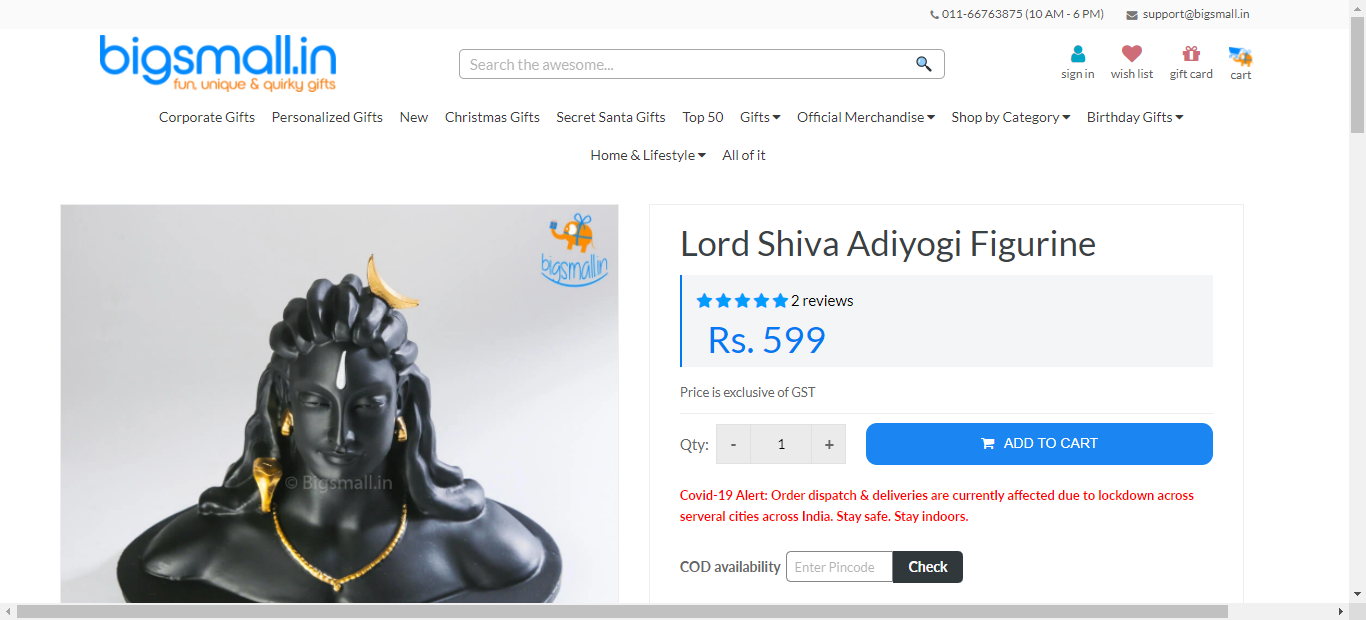 011-66763875 (10 AM - 6 PM) support@bigsmall.in
bigsmall.in
fun, unique & quirky gifts
Search the awesome...
sign in wish list gift card cart
Corporate Gifts Personalized Gifts New Christmas Gifts Secret Santa Gifts Top 50 Gifts Official Merchandise Shop by Category Birthday Gifts
Home & Lifestyle All of it
bigsmall.in
© Bigsmall.in
Lord Shiva Adiyogi Figurine
2 reviews
Rs. 599
Price is exclusive of GST
Qty: - 1 + ADD TO CART
Covid-19 Alert: Order dispatch & deliveries are currently affected due to lockdown across
serveral cities across India. Stay safe. Stay indoors.
COD availability Enter Pincode Check